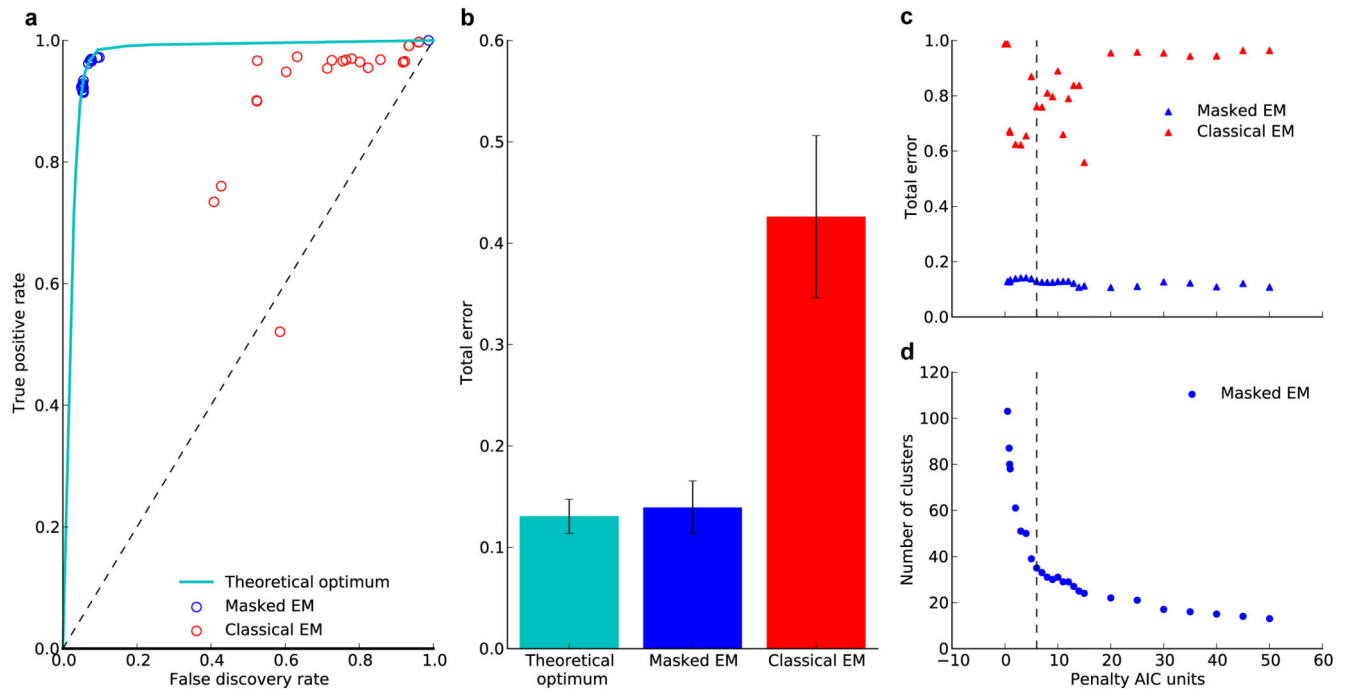 a
1.0
0.8
0.6
0.4
0.2
0.0
True positive rate
0.0 0.2 0.4 0.6 0.8 1.0
False discovery rate
Theoretical optimum
Masked EM
Classical EM
b
0.6
0.5
0.4
0.3
0.2
0.1
0.0
Total error
Theoretical
optimum
Masked EM
Classical EM
c
1.0
0.8
0.6
0.4
0.2
0.0
Total error
Masked EM
Classical EM
d
120
100
80
60
40
20
0
Number of clusters
Masked EM
−10 0 10 20 30 40 50 60
Penalty AIC units